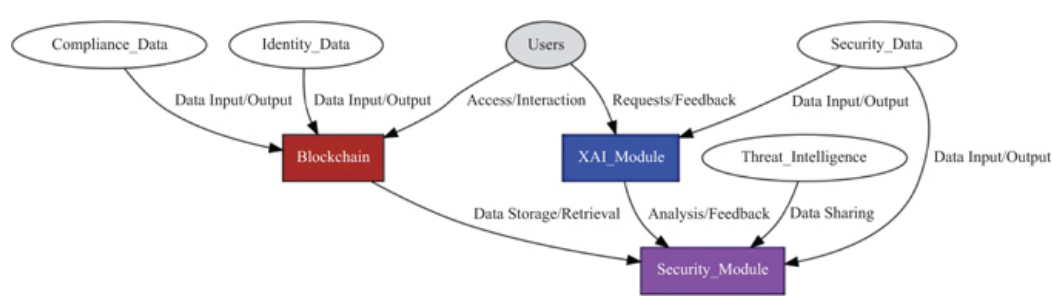 Compliance_Data
Identity_Data
Users
Security_Data
Data Input/Output
Data Input/Output
Access/Interaction
Requests/Feedback
Data Input/Output
Blockchain
XAI_Module
Threat_Intelligence
Data Input/Output
Data Storage/Retrieval
Analysis/Feedback
Data Sharing
Security_Module